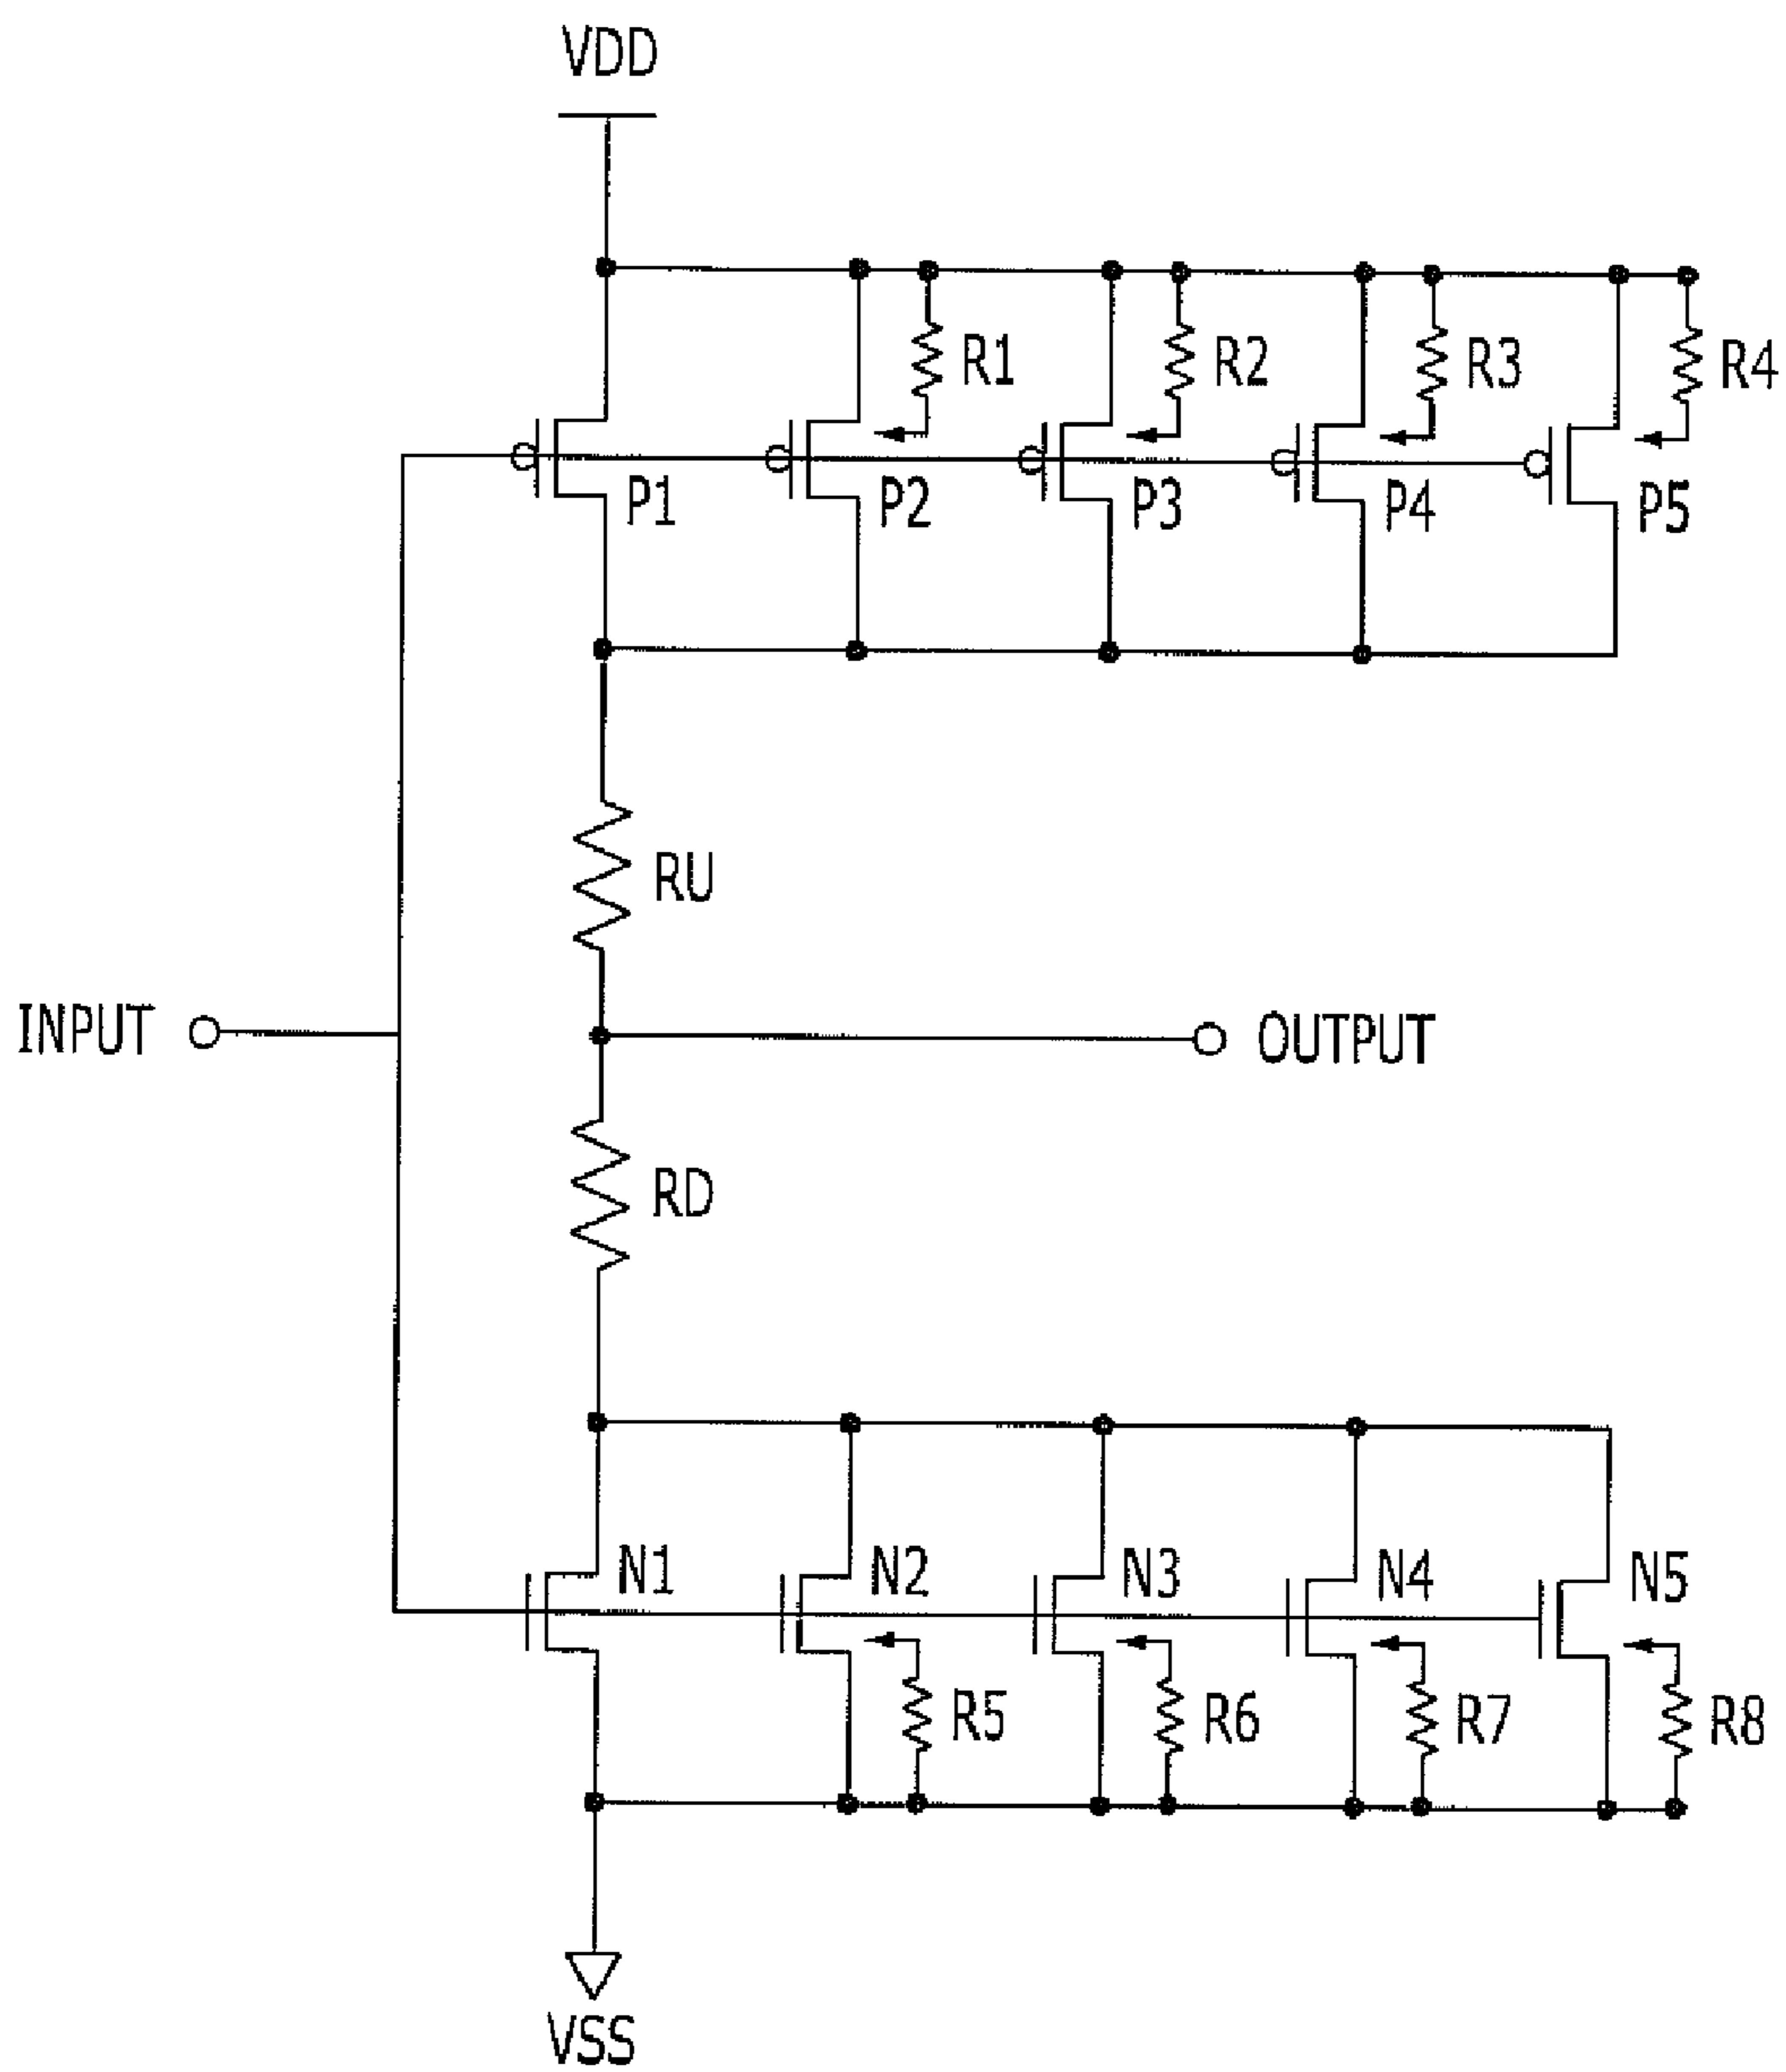 VDD
R1
R2
R3
R4
P1
P2
P3
P4
P5
RU
INPUT
OUTPUT
RD
N1
N2
N3
N4
N5
R5
R6
R7
R8
VSS